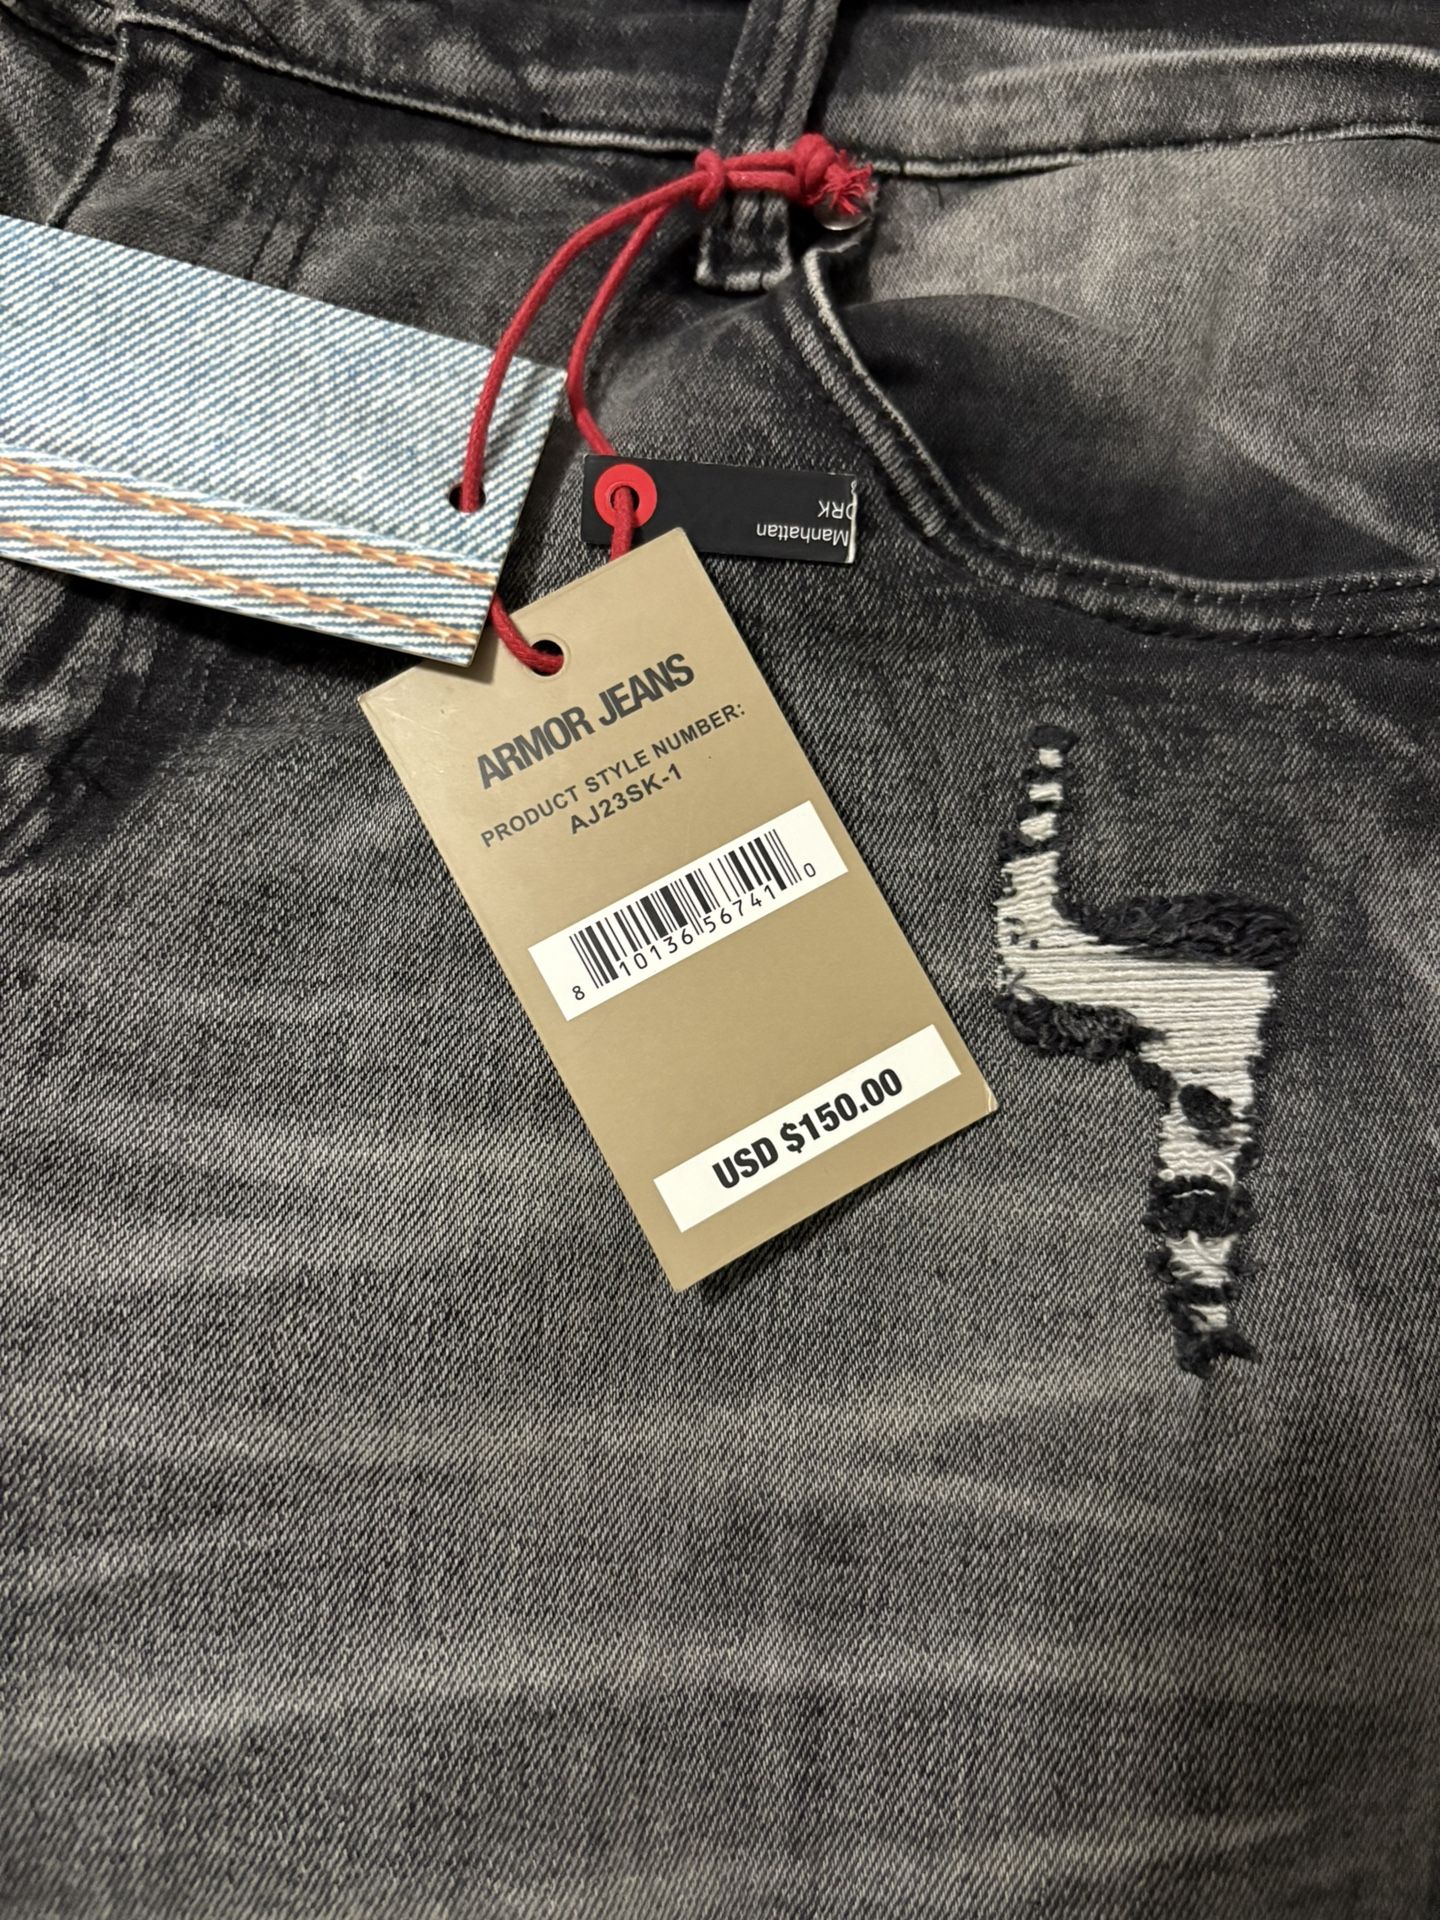 Manhattan
ARMOR JEANS
PRODUCT STYLE NUMBER:
AJ23SK-1
8 10136 56741 0
USD $150.00